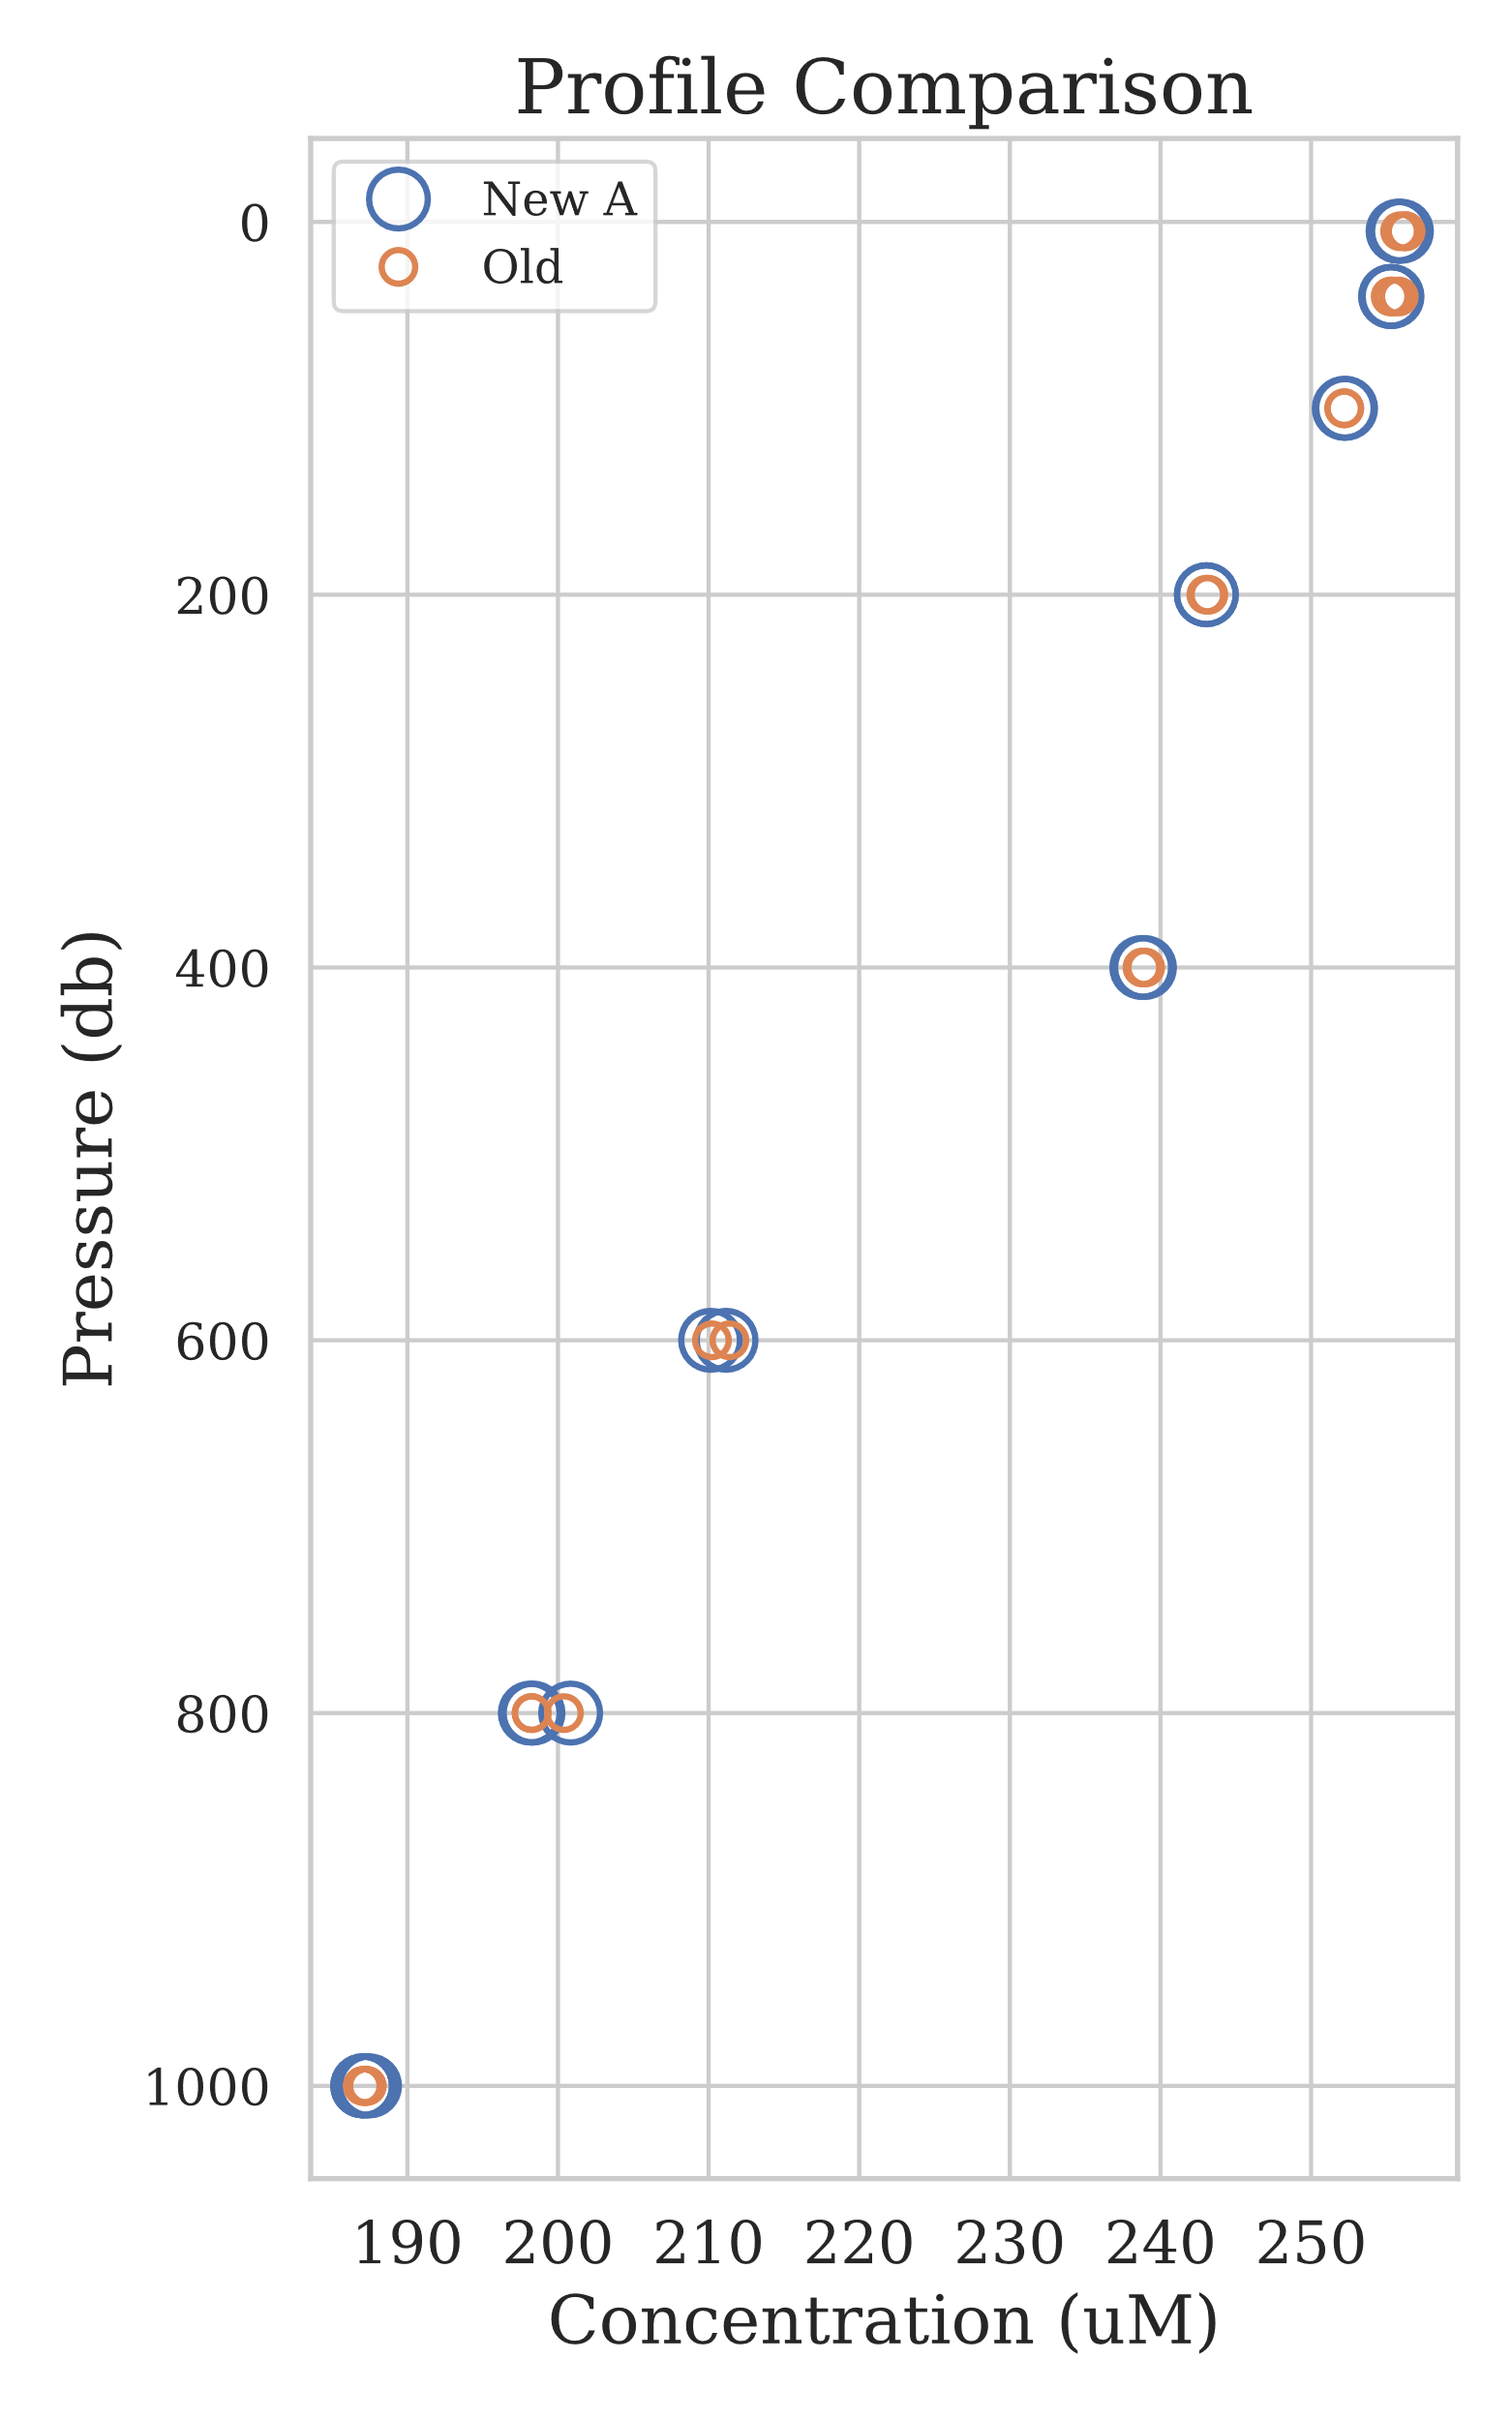 Profile Comparison
New A
Old
0
200
400
600
800
1000
Pressure (db)
190 200 210 220 230 240 250
Concentration (uM)